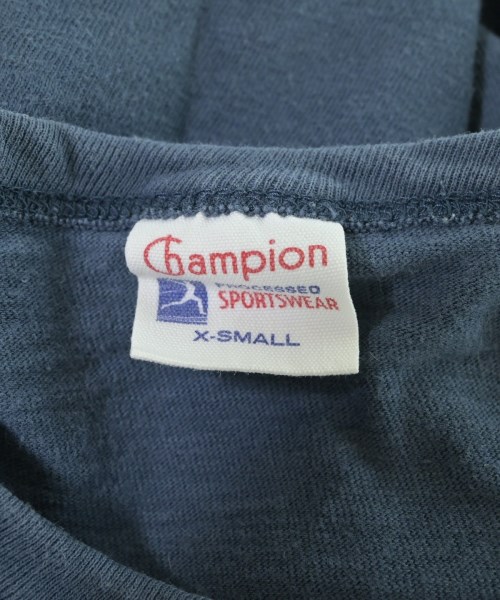 Champion
PROCESSED
SPORTSWEAR
X-SMALL